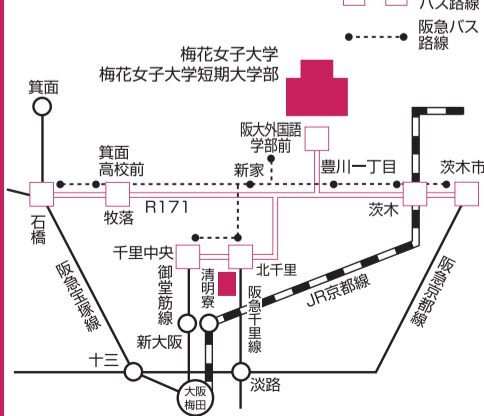 バス路線
阪急バス
路線
梅花女子大学
梅花女子大学短期大学部
箕面
阪大外国語
学部前
箕面
高校前
新家
豊川一丁目
茨木市
石橋
牧落
R171
茨木
千里中央
北千里
御堂筋線
清明寮
阪急宝塚線
阪急千里線
JR京都線
阪急京都線
新大阪
十三
淡路
大阪
梅田